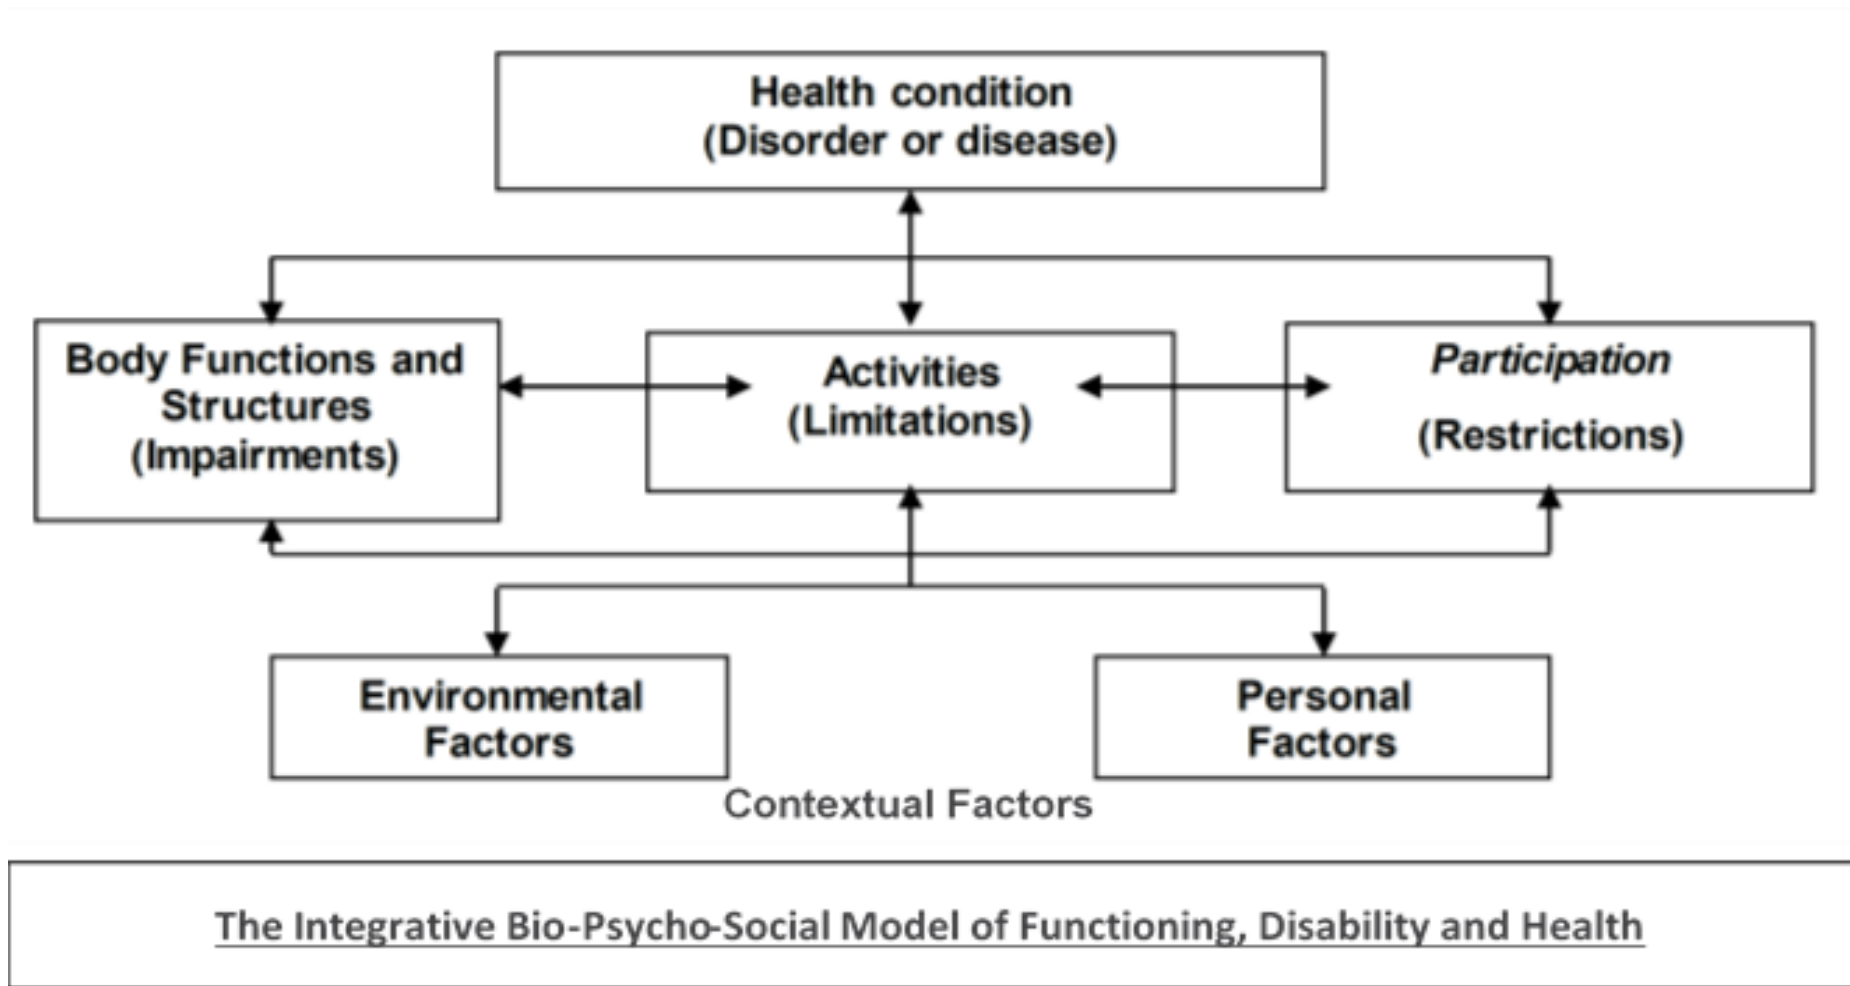 Health condition
(Disorder or disease)
Body Functions and
Structures
(Impairments)
Activities
(Limitations)
Participation
(Restrictions)
Environmental
Factors
Personal
Factors
Contextual Factors
The Integrative Bio-Psycho-Social Model of Functioning, Disability and Health